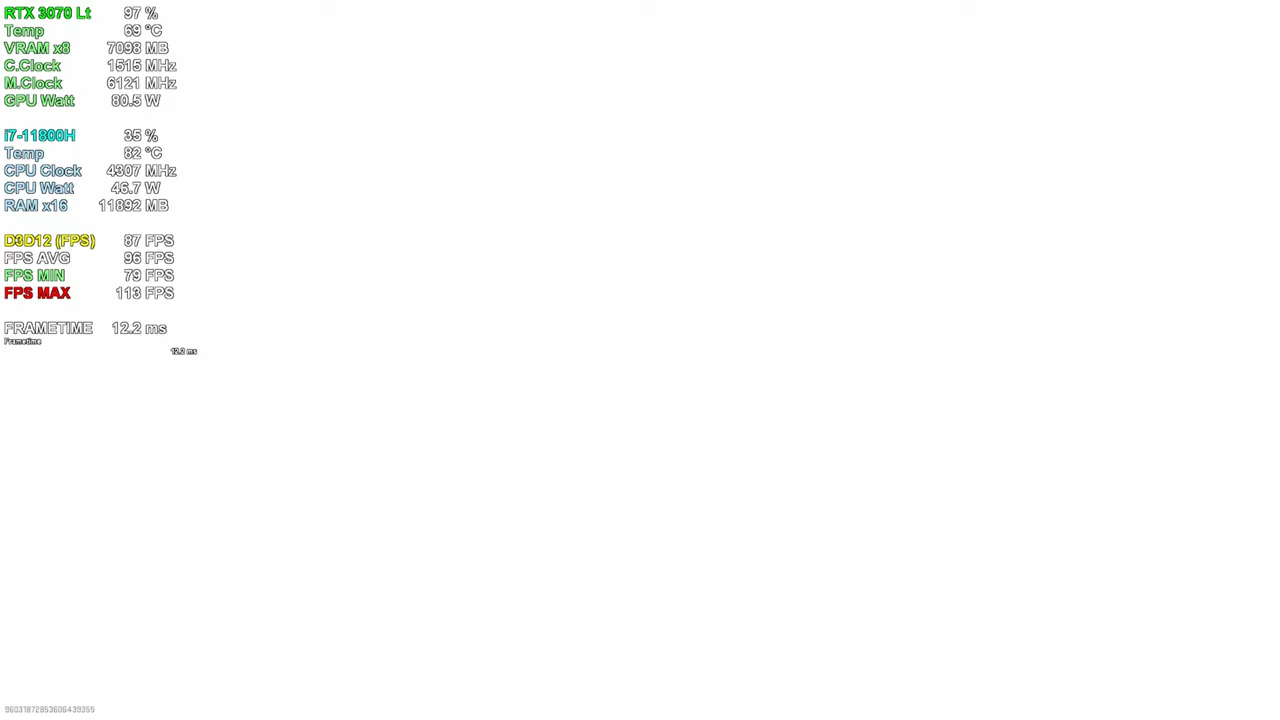 RTX 3070 Lt 97 %
Temp 69 °C
VRAM x8 7098 MB
C.Clock 1515 MHz
M.Clock 6121 MHz
GPU Watt 80.5 W
i7-11800H 35 %
Temp 82 °C
CPU Clock 4307 MHz
CPU Watt 46.7 W
RAM x16 11892 MB
D3D12 (FPS) 87 FPS
FPS AVG 96 FPS
FPS MIN 79 FPS
FPS MAX 113 FPS
FRAMETIME 12.2 ms
Frametime
12.2 ms
96037872853606439355